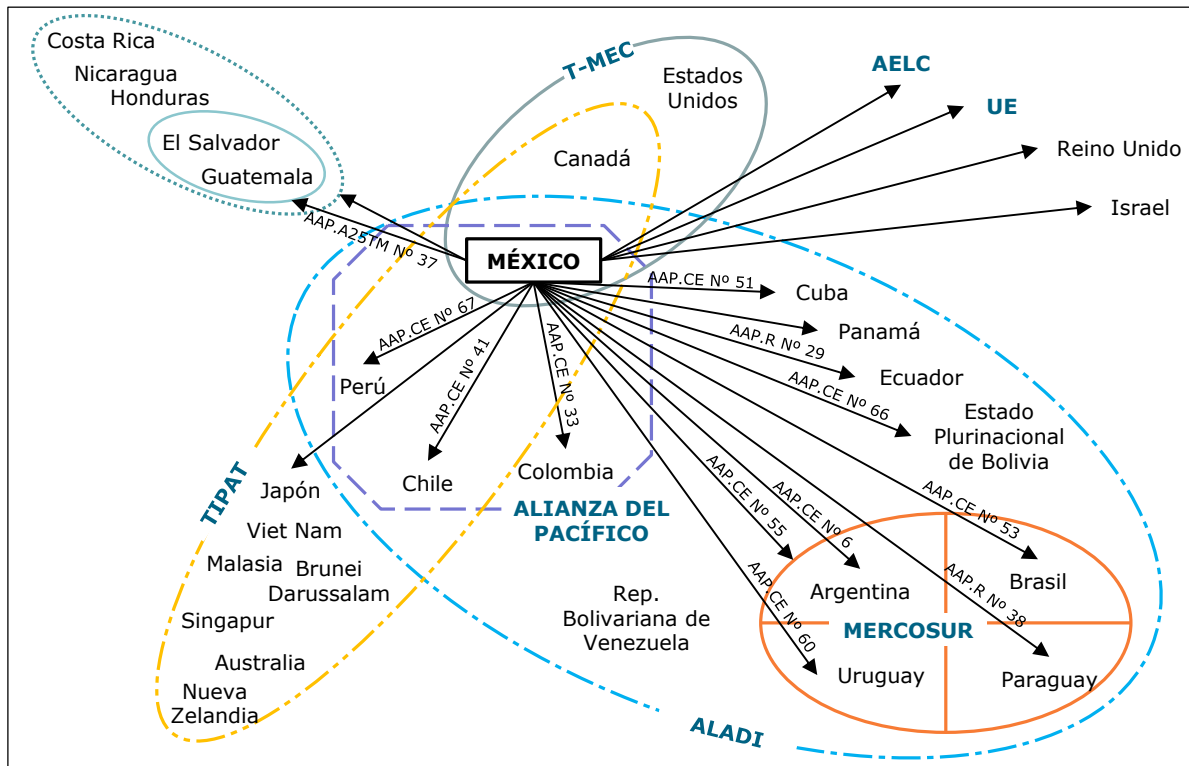 Costa Rica
Nicaragua
Honduras
El Salvador
Guatemala
T-MEC
Estados
Unidos
Canadá
AELC
UE
Reino Unido
Israel
AAP.A25TM Nº 37
MÉXICO
AAP.CE Nº 51
Cuba
Panamá
AAP.R Nº 29
Ecuador
AAP.CE Nº 66
Estado
Plurinacional
de Bolivia
AAP.CE Nº 67
Perú
AAP.CE Nº 41
Chile
AAP.CE Nº 33
Colombia
ALIANZA DEL
PACÍFICO
TIPAT
Japón
Viet Nam
Malasia
Brunei
Darussalam
Singapur
Australia
Nueva
Zelandia
Rep.
Bolivariana de
Venezuela
AAP.CE Nº 55
AAP.CE Nº 6
AAP.CE Nº 53
AAP.R Nº 38
AAP.CE Nº 60
Argentina
Brasil
MERCOSUR
Uruguay
Paraguay
ALADI